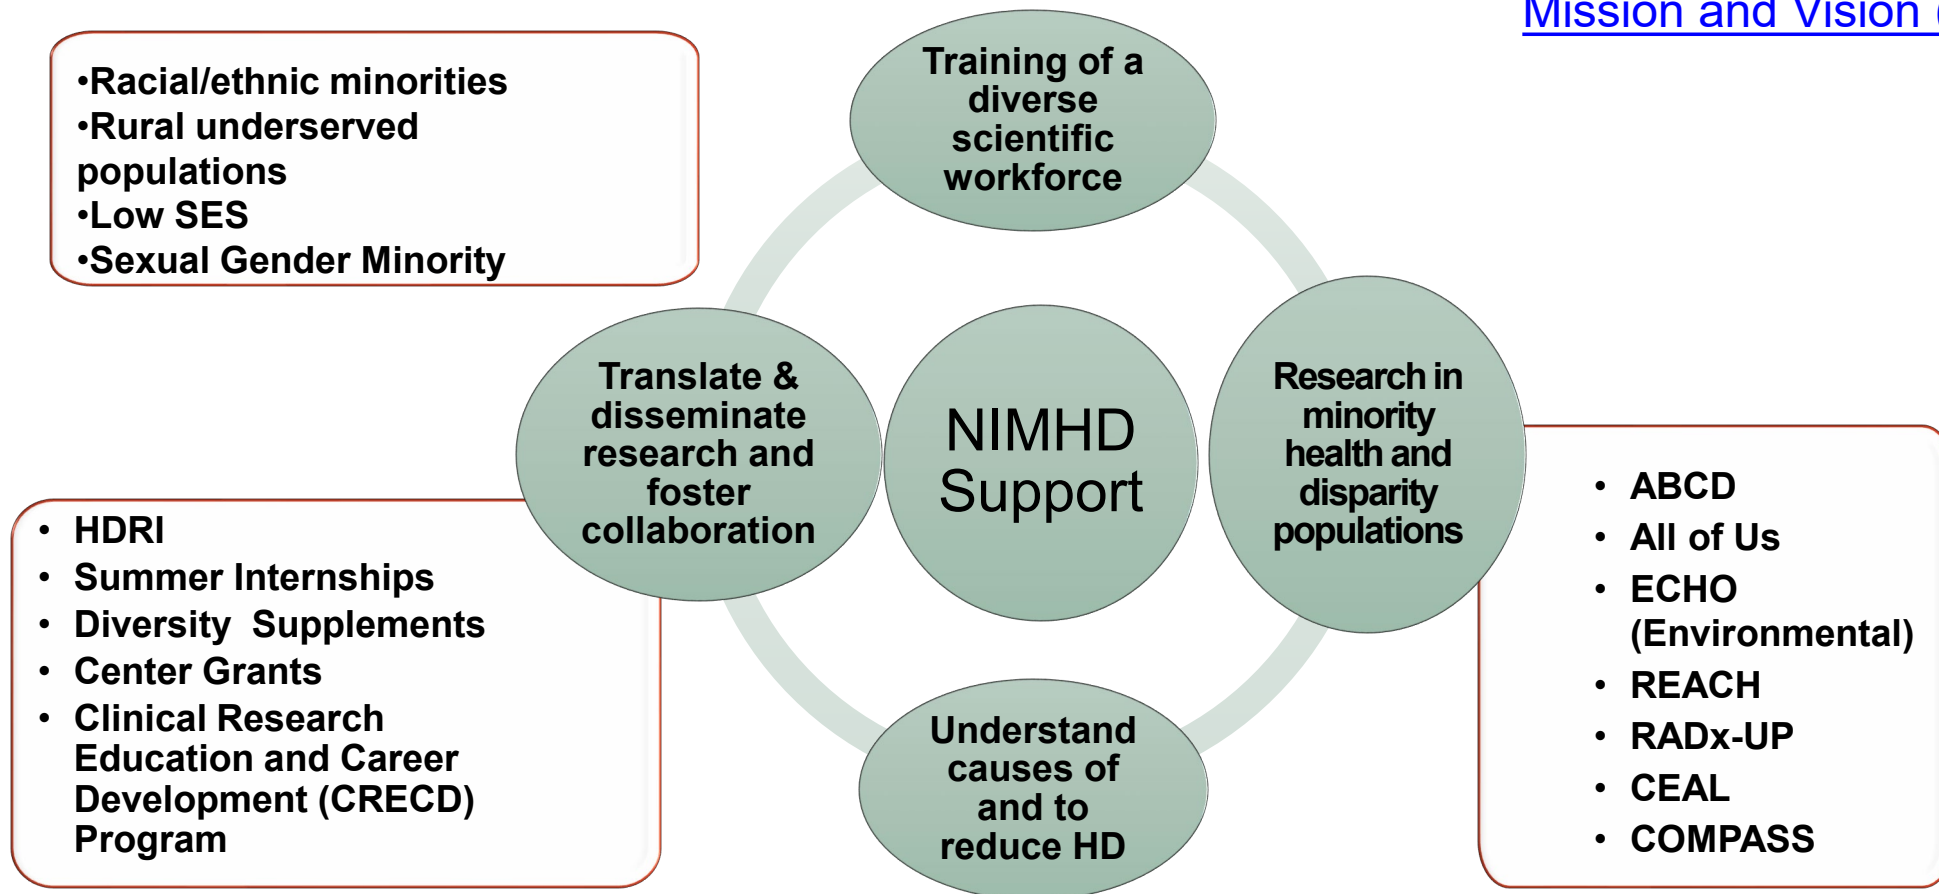 Mission and Vision (
•Racial/ethnic minorities
•Rural underserved
populations
•Low SES
•Sexual Gender Minority
Training of a
diverse
scientific
workforce
Translate &
disseminate
research and
foster
collaboration
NIMHD
Support
Research in
minority
health and
disparity
populations
Understand
causes of
and to
reduce HD
• HDRI
• Summer Internships
• Diversity  Supplements
• Center Grants
• Clinical Research
Education and Career
Development (CRECD)
Program
• ABCD
• All of Us
• ECHO
(Environmental)
• REACH
• RADx-UP
• CEAL
• COMPASS